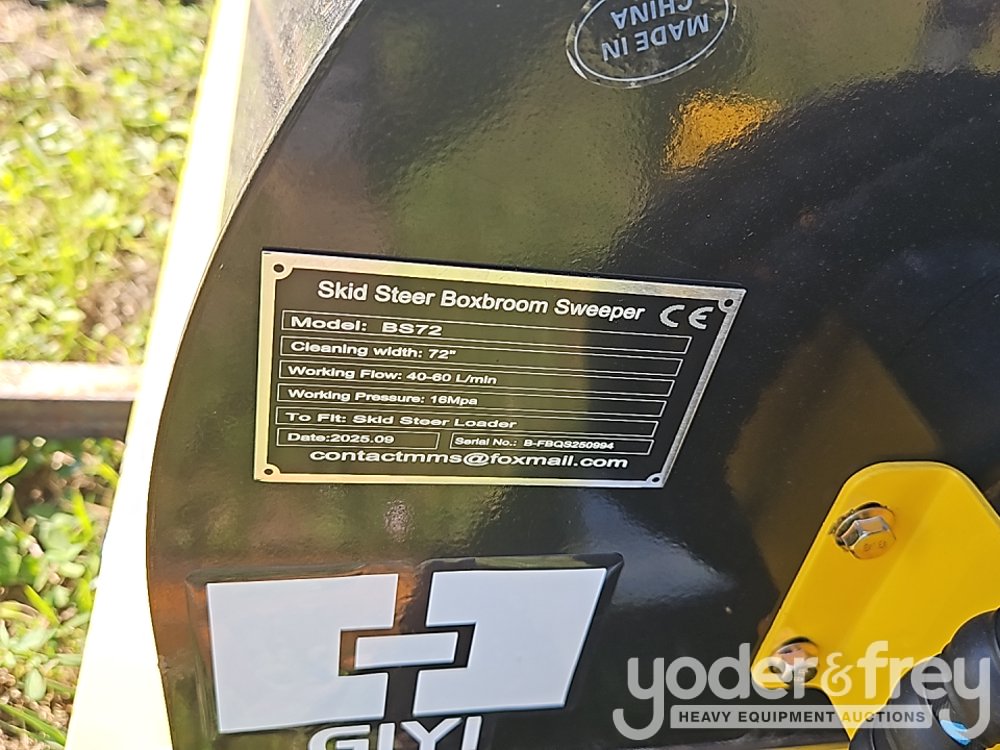 MADE IN
CHINA
Skid Steer Boxbroom Sweeper CE
Model: BS72
Cleaning width: 72"
Working Flow: 40-60 L/min
Working Pressure: 16Mpa
To Fit: Skid Steer Loader
Date:2025.09 Serial No.: B-FBQS250994
contactmms@foxmail.com
GIYI
yoder&frey
HEAVY EQUIPMENT AUCTIONS